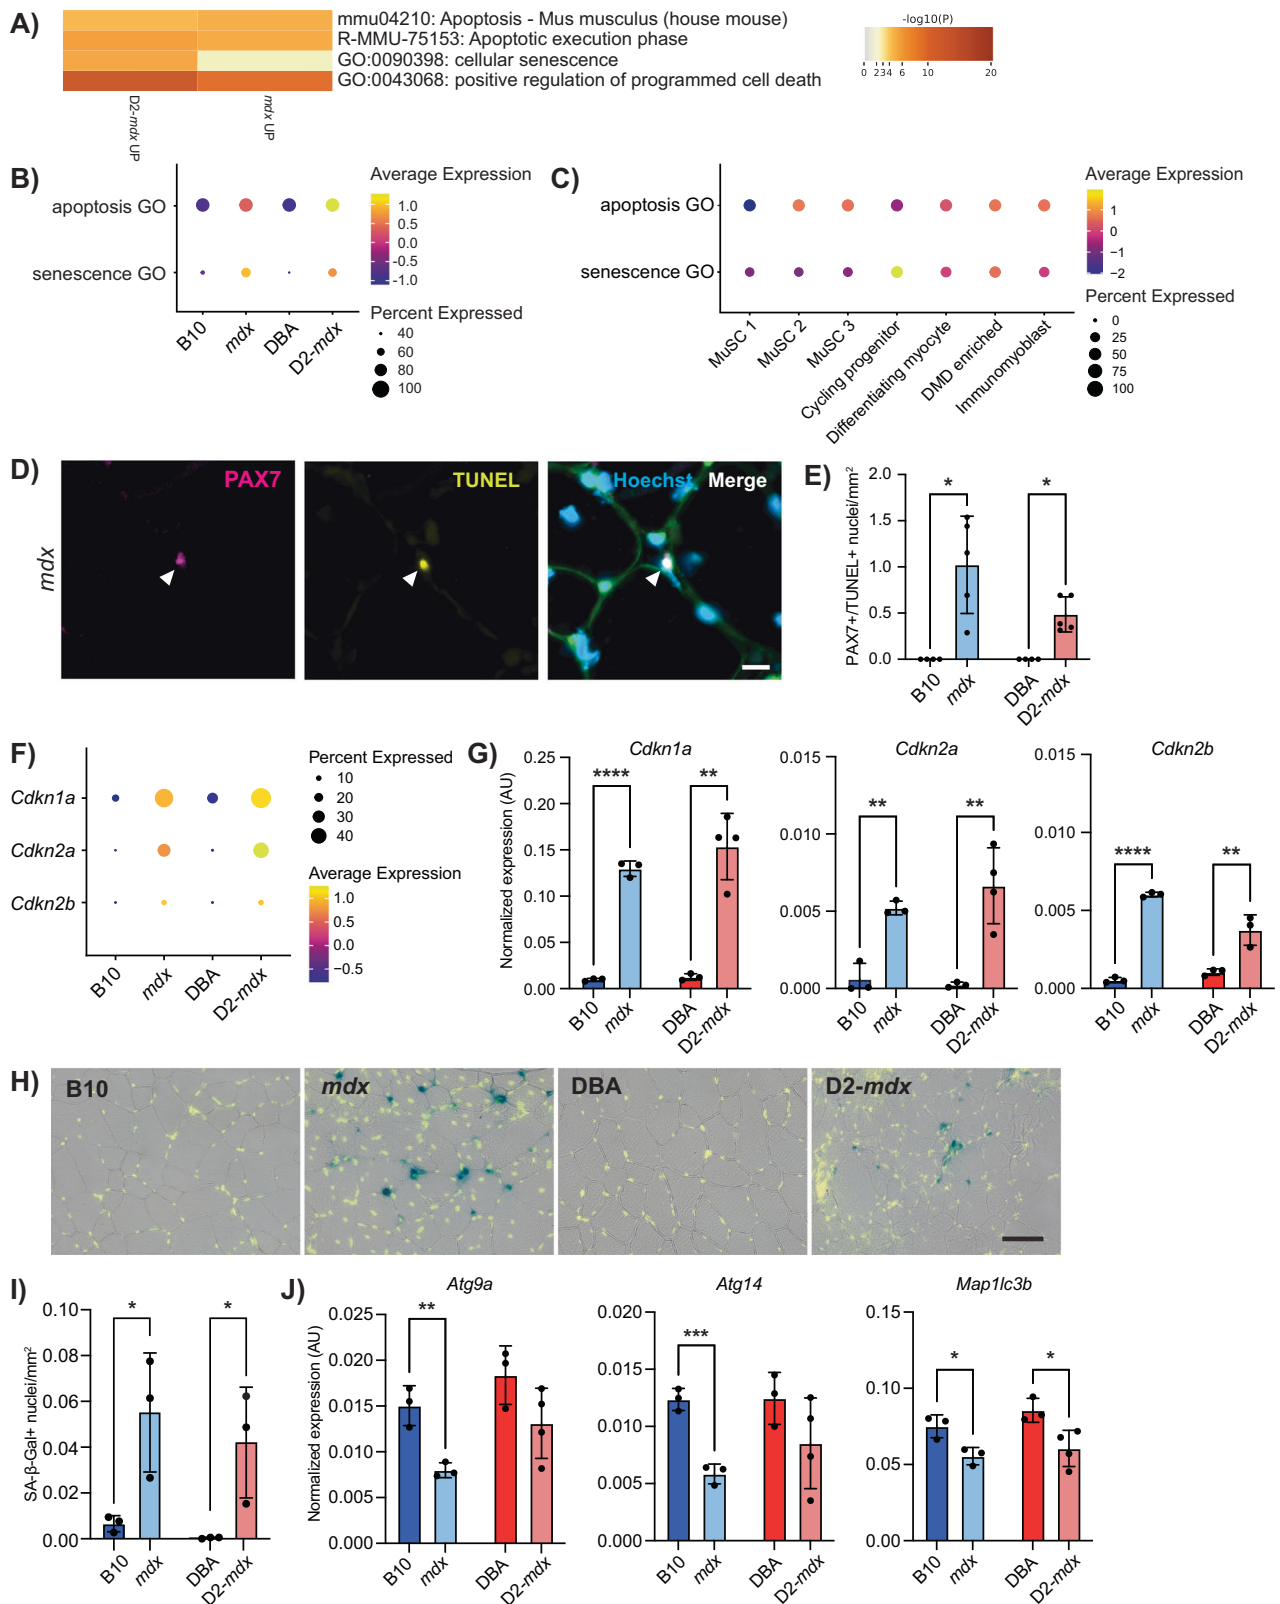 A)
mmu04210: Apoptosis - Mus musculus (house mouse)
R-MMU-75153: Apoptotic execution phase
GO:0090398: cellular senescence
GO:0043068: positive regulation of programmed cell death
D2-mdx UP
mdx UP
-log10(P)
0 2 3 4 6 10 20
B)
apoptosis GO
senescence GO
B10 mdx DBA D2-mdx
Average Expression
1.0
0.5
0.0
-0.5
-1.0
Percent Expressed
40
60
80
100
C)
apoptosis GO
senescence GO
MuSC 1
MuSC 2
MuSC 3
Cycling progenitor
Differentiating myocyte
DMD enriched
Immunomyoblast
Average Expression
1
0
−1
−2
Percent Expressed
0
25
50
75
100
D)
mdx
PAX7
TUNEL
Hoechst Merge
E)
PAX7+/TUNEL+ nuclei/mm²
2.0
1.5
1.0
0.5
0.0
* *
B10 mdx DBA D2-mdx
F)
Cdkn1a
Cdkn2a
Cdkn2b
B10 mdx DBA D2-mdx
Percent Expressed
10
20
30
40
Average Expression
1.0
0.5
0.0
−0.5
G)
Normalized expression (AU)
Cdkn1a
0.25
0.20
0.15
0.10
0.05
0.00
**** **
B10 mdx DBA D2-mdx
Cdkn2a
0.015
0.010
0.005
0.000
** **
B10 mdx DBA D2-mdx
Cdkn2b
0.015
0.010
0.005
0.000
**** **
B10 mdx DBA D2-mdx
H)
B10
mdx
DBA
D2-mdx
I)
SA-β-Gal+ nuclei/mm²
0.10
0.08
0.06
0.04
0.02
0.00
* *
B10 mdx DBA D2-mdx
J)
Normalized expression (AU)
Atg9a
0.025
0.020
0.015
0.010
0.005
0.000
**
B10 mdx DBA D2-mdx
Atg14
0.020
0.015
0.010
0.005
0.000
***
B10 mdx DBA D2-mdx
Map1lc3b
0.15
0.10
0.05
0.00
* *
B10 mdx DBA D2-mdx